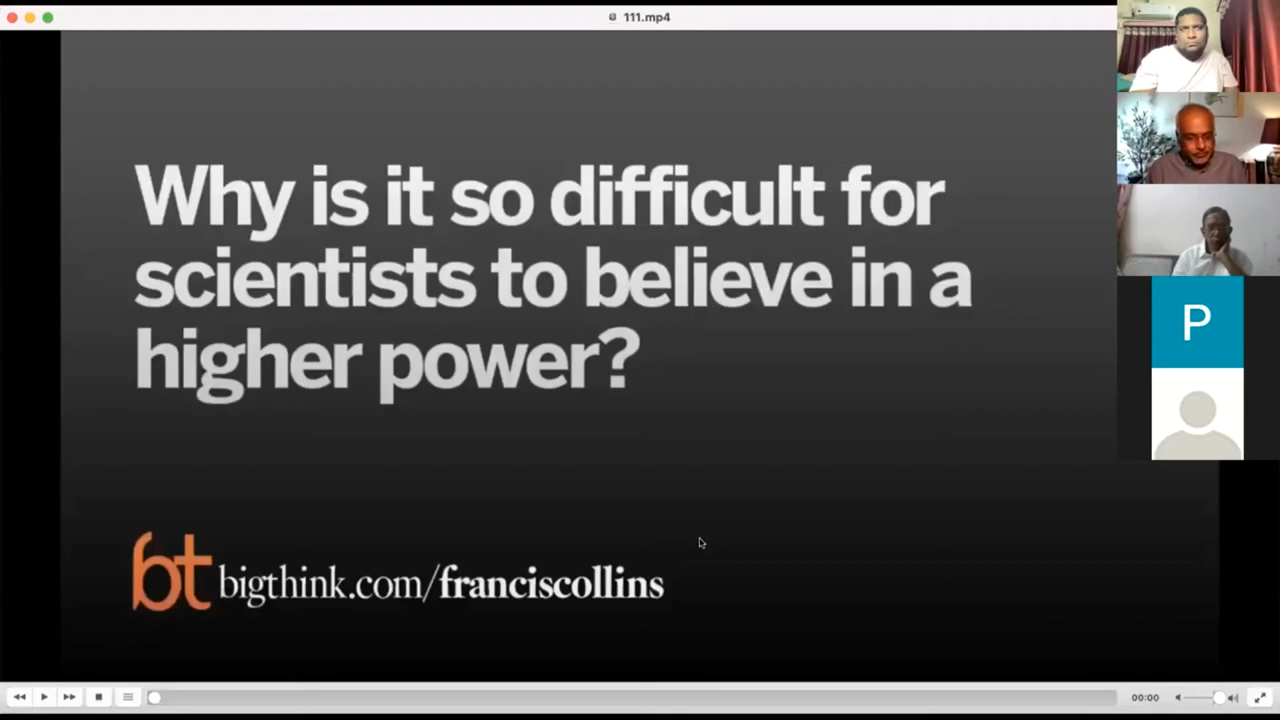 111.mp4
Why is it so difficult for
scientists to believe in a
higher power?
bt bigthink.com/franciscollins
P
00:00